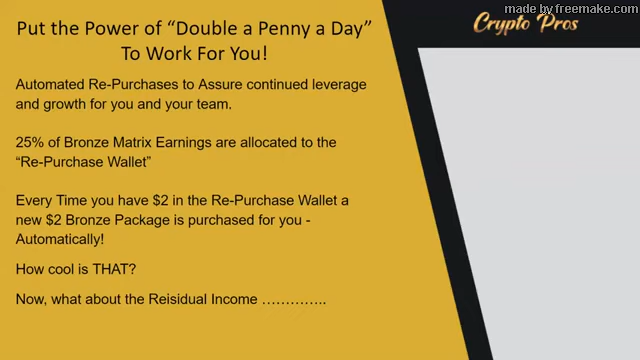 made by freemake.com
Crypto Pros
Put the Power of “Double a Penny a Day”
To Work For You!
Automated Re-Purchases to Assure continued leverage
and growth for you and your team.
25% of Bronze Matrix Earnings are allocated to the
“Re-Purchase Wallet”
Every Time you have $2 in the Re-Purchase Wallet a
new $2 Bronze Package is purchased for you -
Automatically!
How cool is THAT?
Now, what about the Reisidual Income …………..